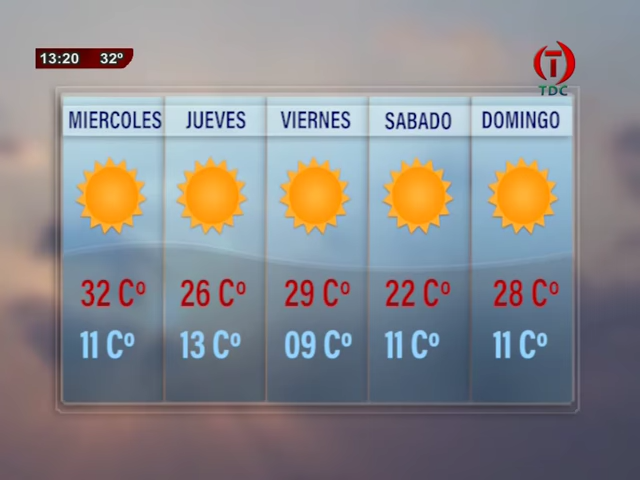 13:20 32º
T
TDC
MIERCOLES JUEVES VIERNES SABADO DOMINGO
32 Cº 26 Cº 29 Cº 22 Cº 28 Cº
11 Cº 13 Cº 09 Cº 11 Cº 11 Cº